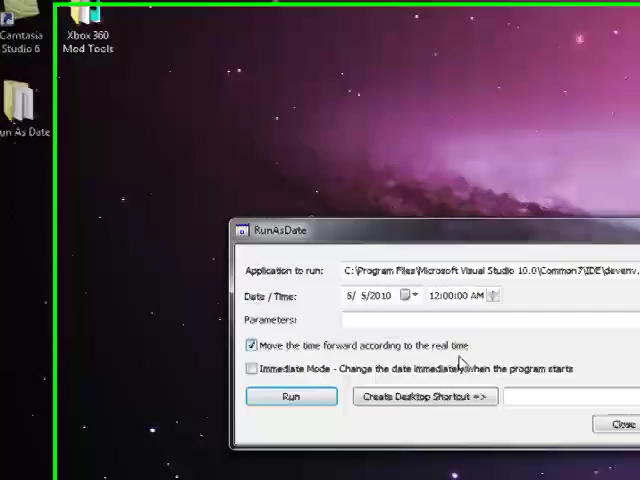 Camtasia
Studio 6
Xbox 360
Mod Tools
un As Date
RunAsDate
Application to run: C:\Program Files\Microsoft Visual Studio 10.0\Common7\IDE\devenv.
Date / Time: 5/ 5/2010 12:00:00 AM
Parameters:
Move the time forward according to the real time
Immediate Mode - Change the date immediately when the program starts
Run Create Desktop Shortcut =>
Close